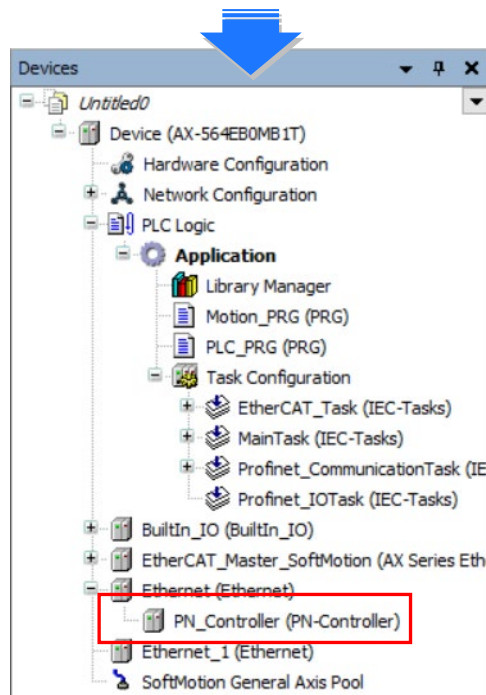 Devices
Untitled0
Device (AX-564EB0MB1T)
Hardware Configuration
Network Configuration
PLC Logic
Application
Library Manager
Motion_PRG (PRG)
PLC_PRG (PRG)
Task Configuration
EtherCAT_Task (IEC-Tasks)
MainTask (IEC-Tasks)
Profinet_CommunicationTask (IE
Profinet_IOTask (IEC-Tasks)
BuiltIn_IO (BuiltIn_IO)
EtherCAT_Master_SoftMotion (AX Series Eth
Ethernet (Ethernet)
PN_Controller (PN-Controller)
Ethernet_1 (Ethernet)
SoftMotion General Axis Pool